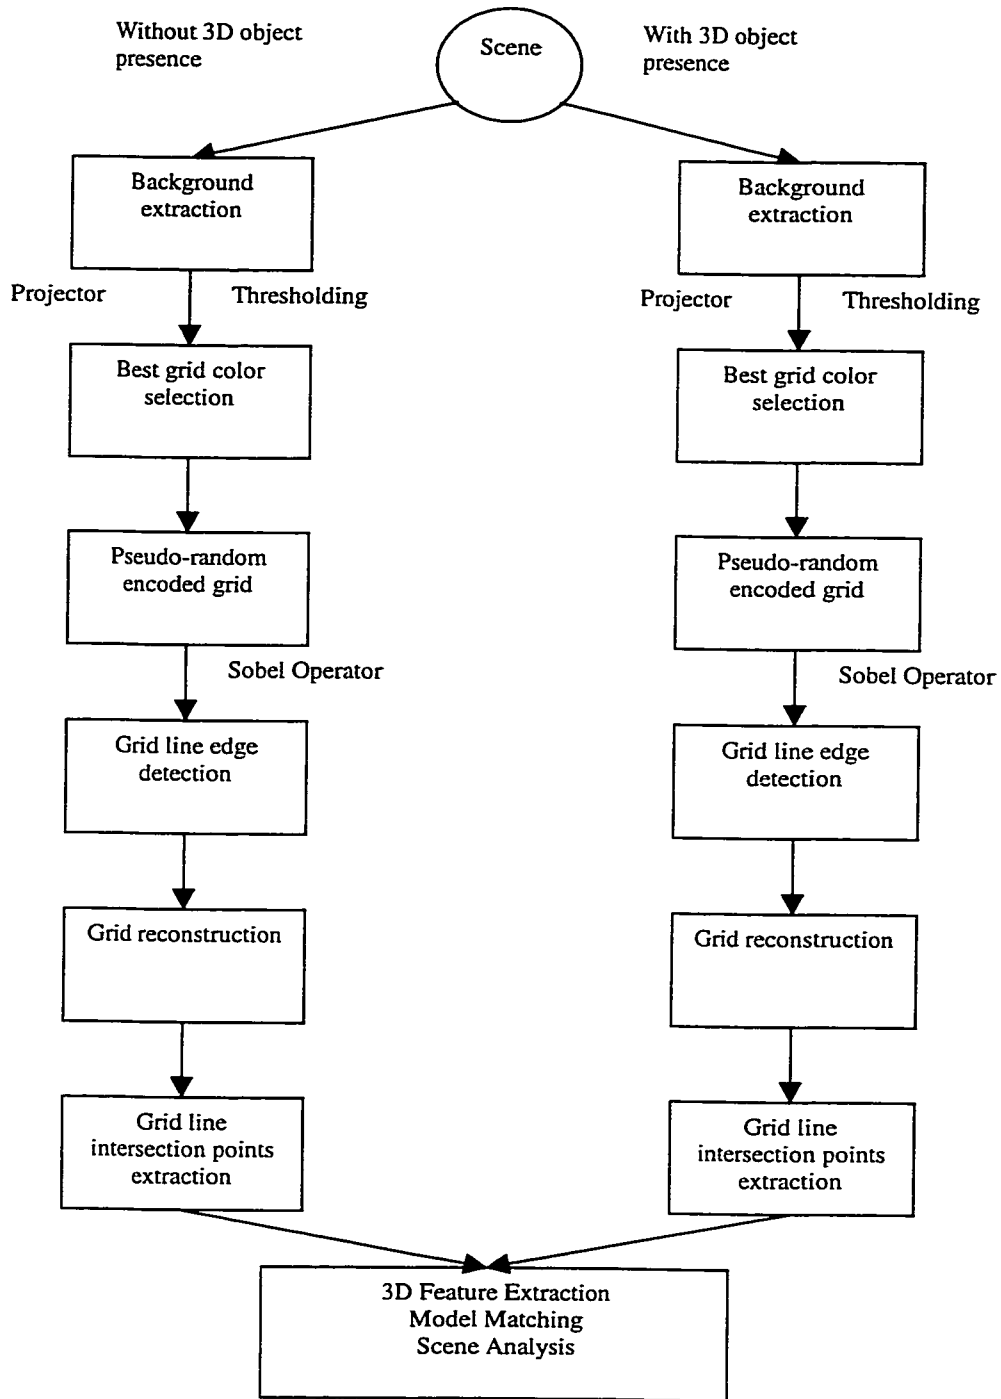 Without 3D object
presence
Scene
With 3D object
presence
Background
extraction
Background
extraction
Projector
Thresholding
Projector
Thresholding
Best grid color
selection
Best grid color
selection
Pseudo-random
encoded grid
Pseudo-random
encoded grid
Sobel Operator
Sobel Operator
Grid line edge
detection
Grid line edge
detection
Grid reconstruction
Grid reconstruction
Grid line
intersection points
extraction
Grid line
intersection points
extraction
3D Feature Extraction
Model Matching
Scene Analysis